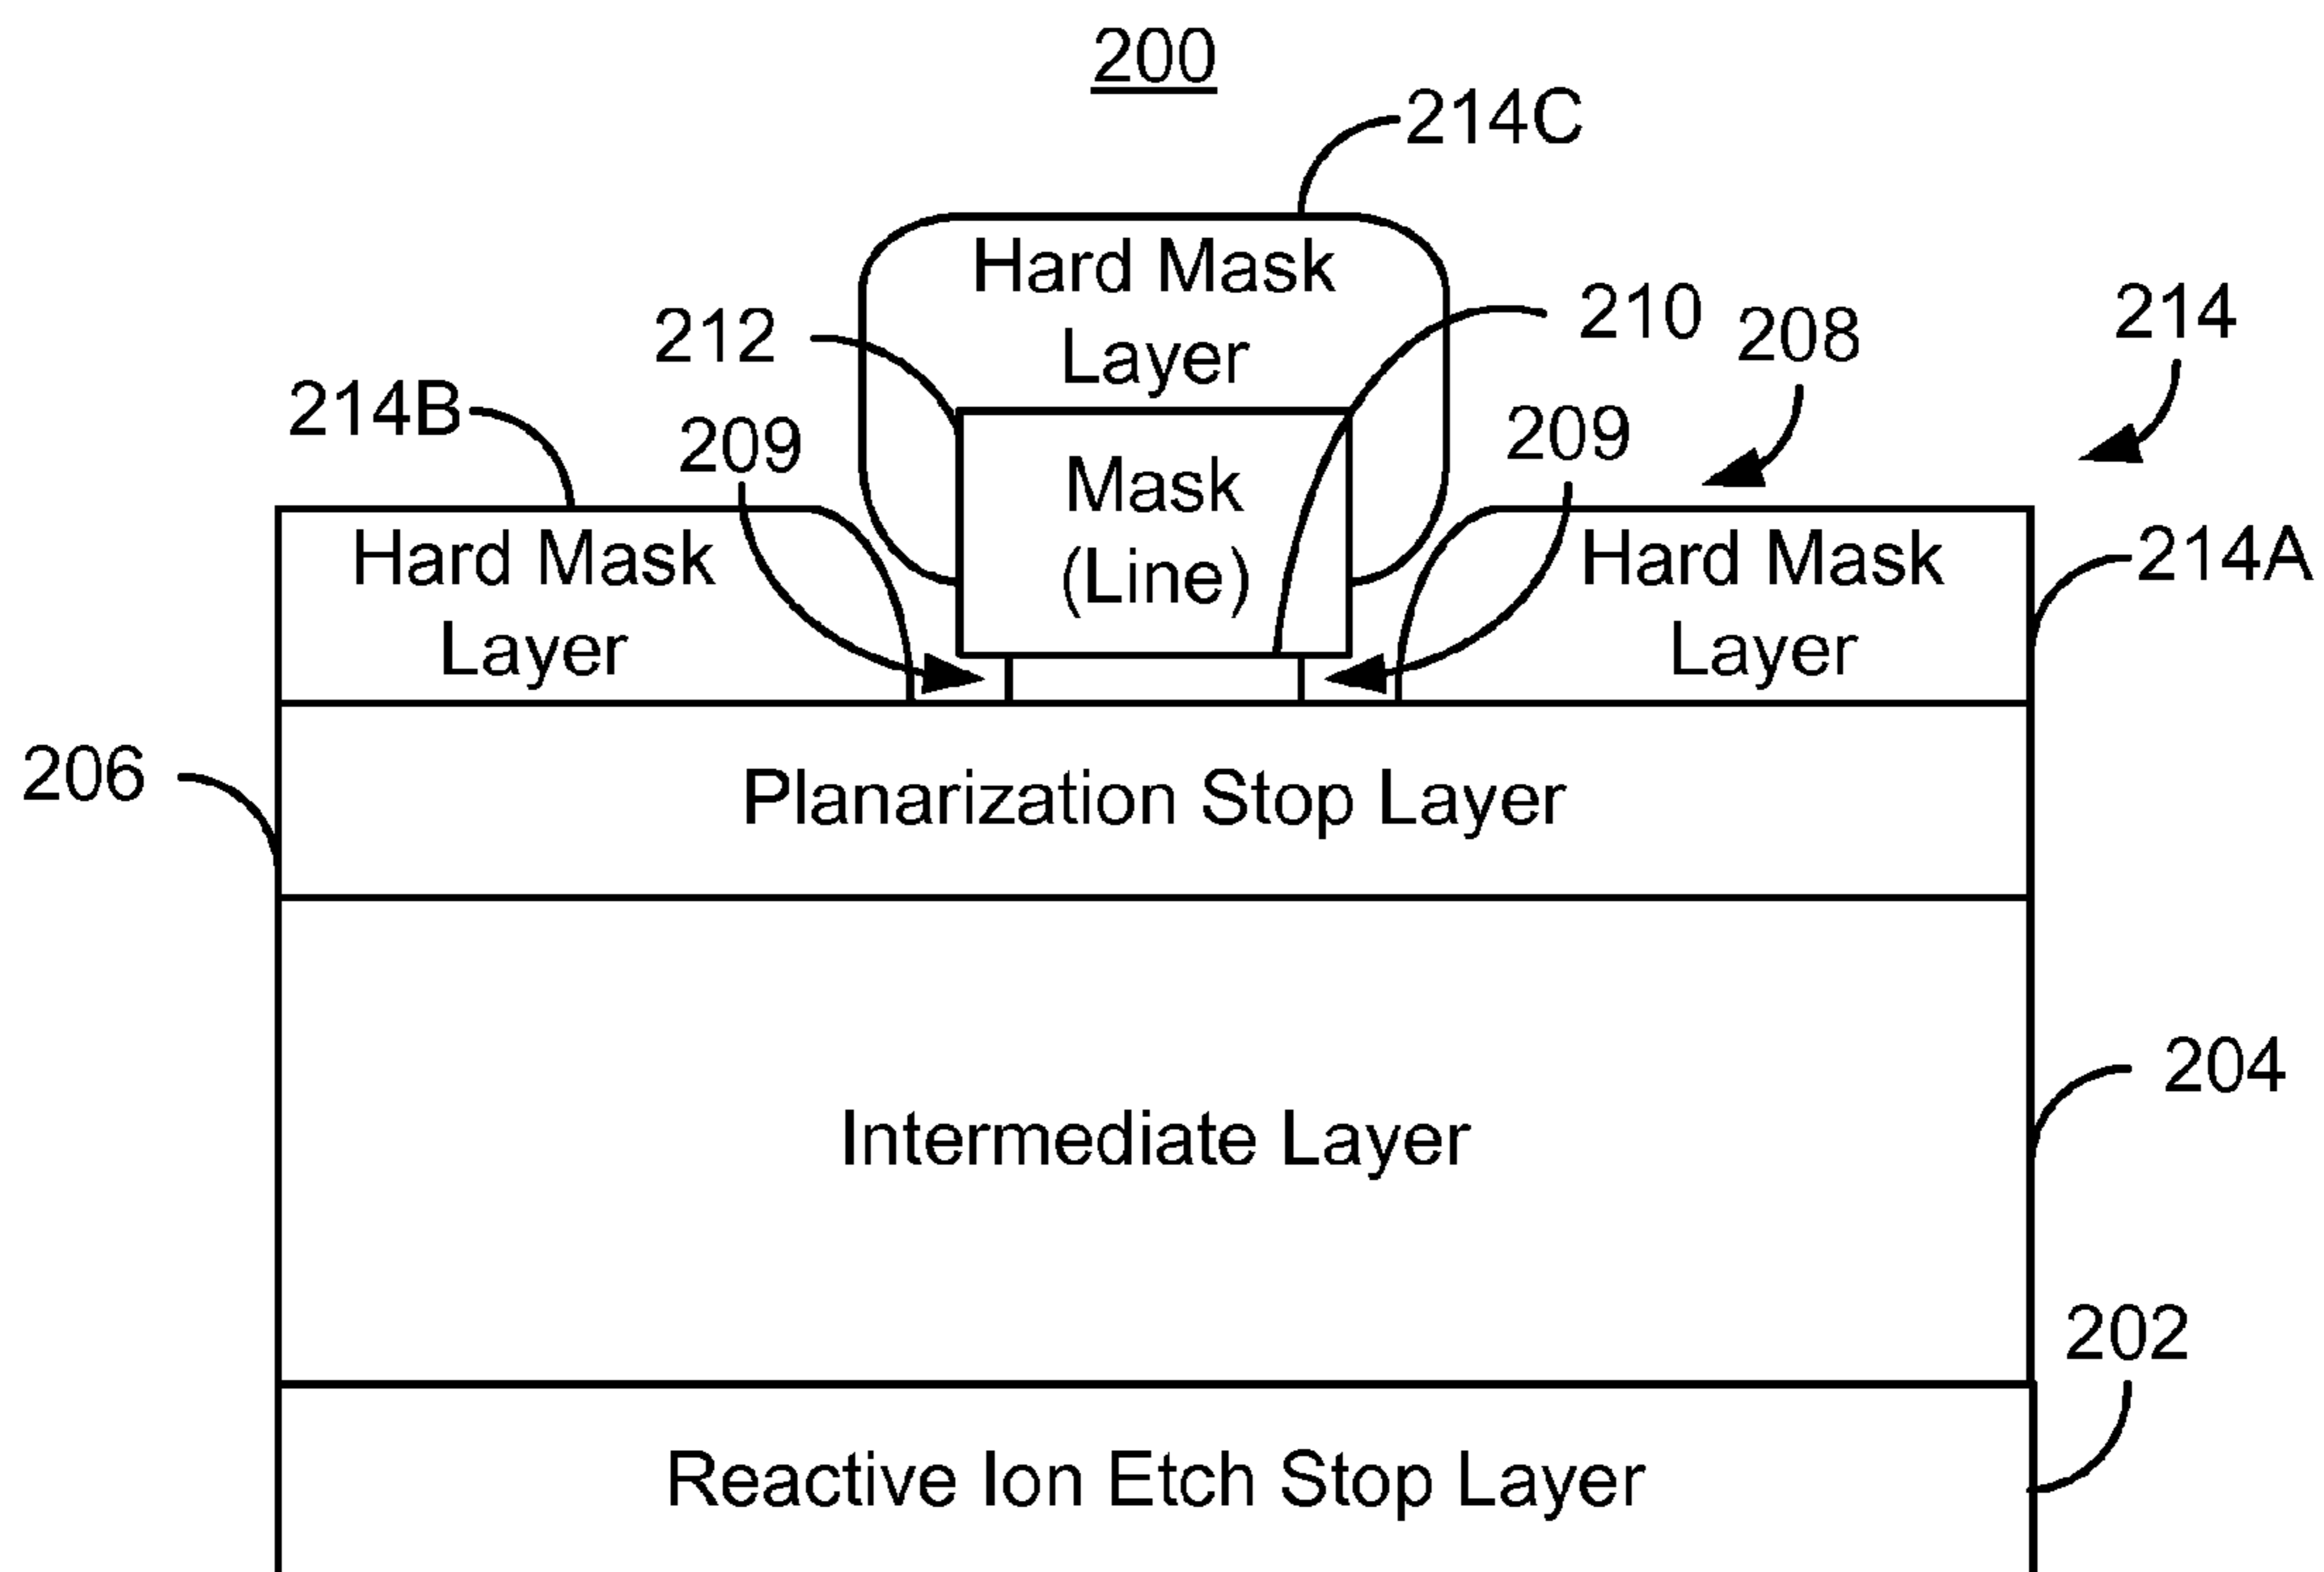 200
214C
Hard Mask
Layer
212
210
208
214
214B
209
209
Mask
(Line)
Hard Mask
Layer
Hard Mask
Layer
214A
206
Planarization Stop Layer
204
Intermediate Layer
202
Reactive Ion Etch Stop Layer